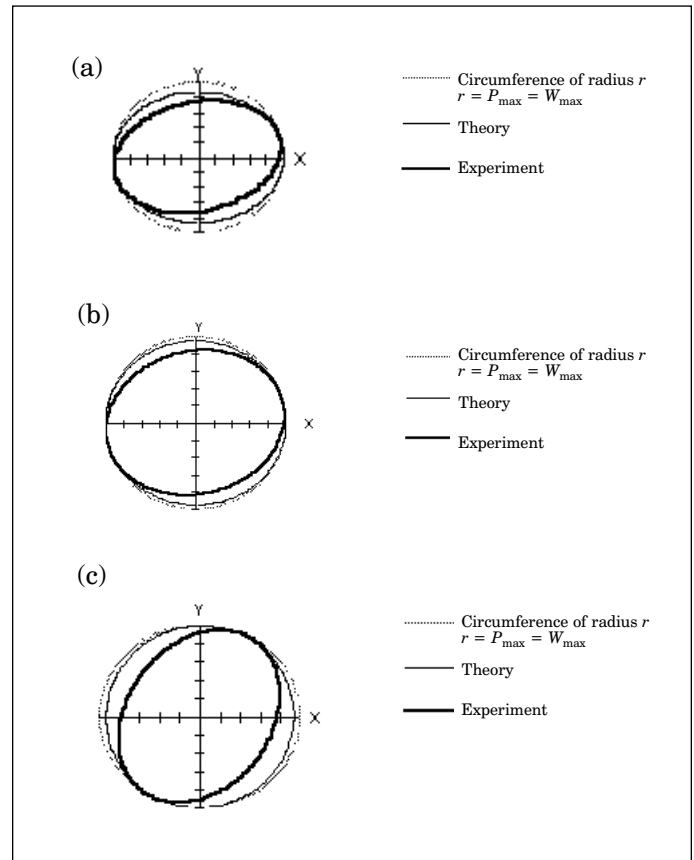 (a)
Y
X
Circumference of radius r
r = Pmax = Wmax
Theory
Experiment
(b)
Y
X
Circumference of radius r
r = Pmax = Wmax
Theory
Experiment
(c)
Y
X
Circumference of radius r
r = Pmax = Wmax
Theory
Experiment